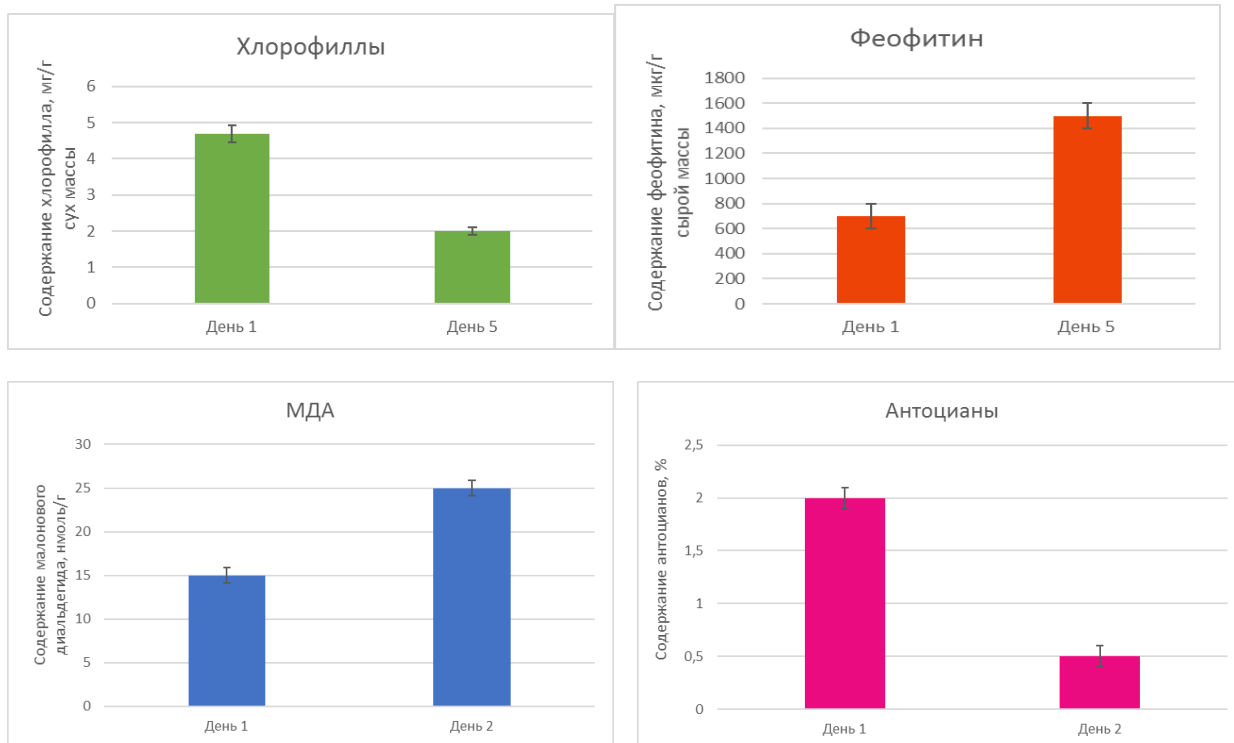 Хлорофиллы
Содержание хлорофилла, мг/г
сух массы
6
5
4
3
2
1
0
День 1
День 5
Феофитин
Содержание феофитина, мкг/г
сырой массы
1800
1600
1400
1200
1000
800
600
400
200
0
День 1
День 5
МДА
Содержание малонового
диальдегида, нмоль/г
30
25
20
15
10
5
0
День 1
День 2
Антоцианы
Содержание антоцианов, %
2,5
2
1,5
1
0,5
0
День 1
День 2